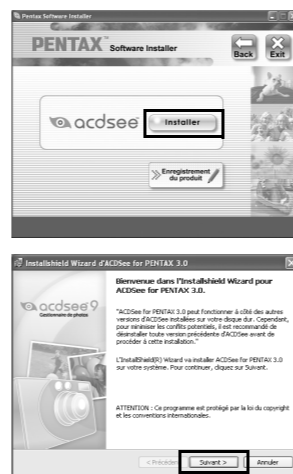 Pentax Software Installer
PENTAX™ Software Installer
Back Exit
acdsee Installer
Enregistrement
du produit
InstallShield Wizard d'ACDSee for PENTAX 3.0
acdsee 9
Gestionnaire de photos
Bienvenue dans l'InstallShield Wizard pour
ACDSee for PENTAX 3.0.
"ACDSee for PENTAX 3.0 peut fonctionner à côté des autres
versions d'ACDSee installées sur votre disque dur. Cependant,
pour minimiser les conflits potentiels, il est recommandé de
désinstaller toute version précédente d'ACDSee avant de
procéder à cette installation."
L'InstallShield(R) Wizard va installer ACDSee for PENTAX 3.0
sur votre système. Pour continuer, cliquez sur Suivant.
ATTENTION : Ce programme est protégé par la loi du copyright
et les conventions internationales.
< Précédent Suivant > Annuler